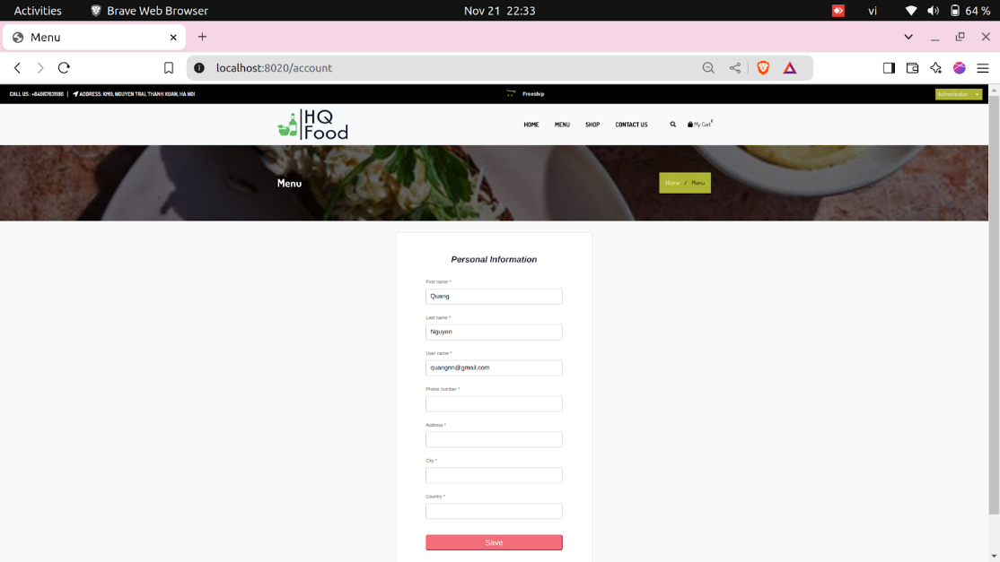 Activities Brave Web Browser Nov 21 22:33 vi 64 %
Menu
localhost:8020/account
CALL US : +84987631186 | ADDRESS: KM9, NGUYEN TRAI, THANH XUAN, HA NOI Freeship Authentication
HQ Food
HOME MENU SHOP CONTACT US My Cart 2
Menu Home / Menu
Personal Information
First name *
Quang
Last name *
Nguyen
User name *
quangnn@gmail.com
Phone number *
Address *
City *
Country *
Save